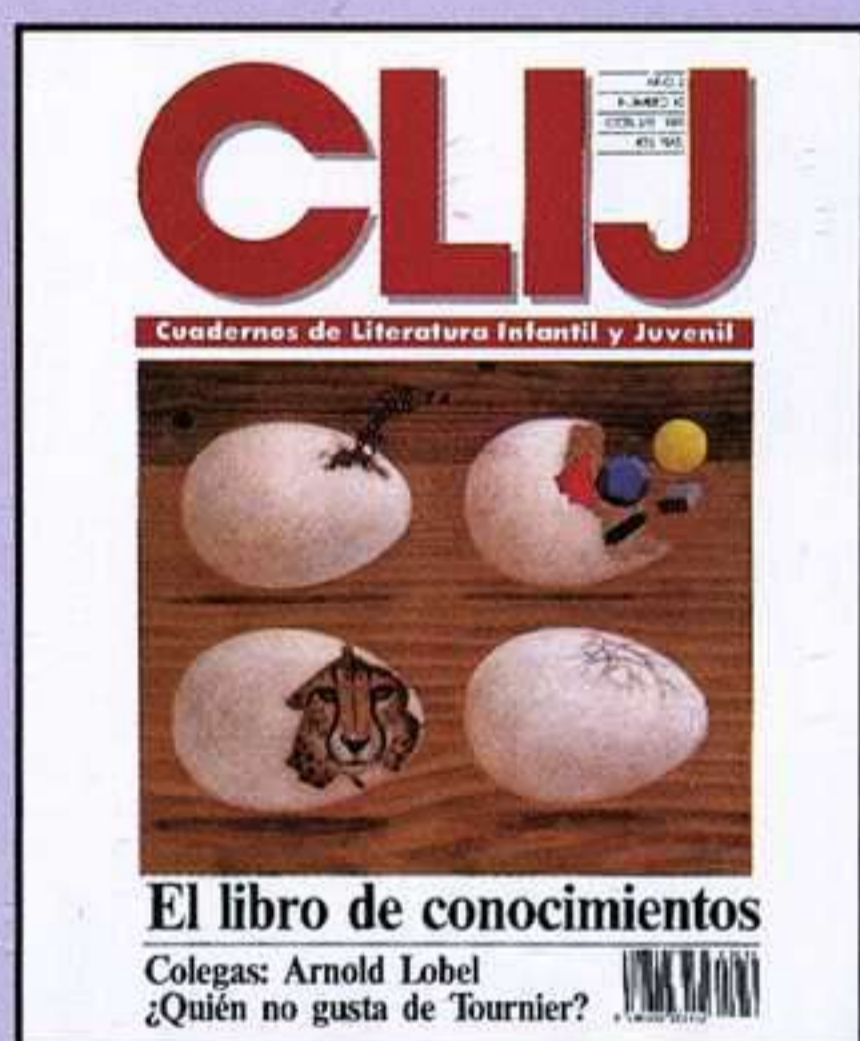 CLIJ
Cuadernos de Literatura Infantil y Juvenil
El libro de conocimientos
Colegas: Arnold Lobel
¿Quién no gusta de Tournier?